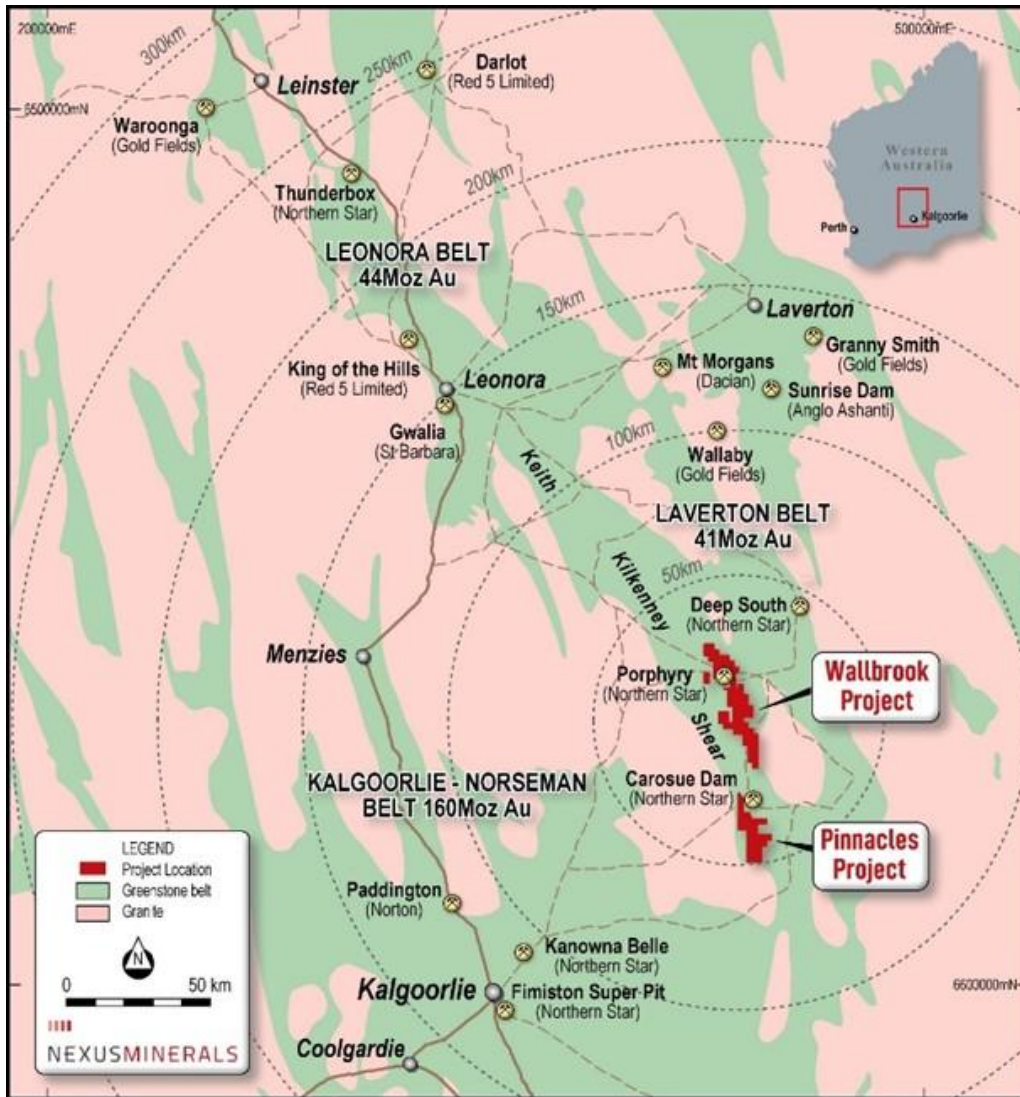 200000mE
500000mE
300km
250km
Darlot
(Red 5 Limited)
Leinster
6500000mN
Waroonga
(Gold Fields)
Western
Australia
Kalgoorlie
Perth
200km
Thunderbox
(Northern Star)
LEONORA BELT
44Moz Au
150km
Laverton
King of the Hills
(Red 5 Limited)
Leonora
Granny Smith
(Gold Fields)
Mt Morgans
(Dacian)
Sunrise Dam
(Anglo Ashanti)
Gwalia
(St Barbara)
100km
Wallaby
(Gold Fields)
Keith
LAVERTON BELT
41Moz Au
Kilkenney
50km
Deep South
(Northern Star)
Menzies
Porphyry
(Northern Star)
Wallbrook
Project
Shear
KALGOORLIE - NORSEMAN
BELT 160Moz Au
Carosue Dam
(Northern Star)
Pinnacles
Project
LEGEND
Project Location
Greenstone belt
Granite
N
0 50 km
NEXUSMINERALS
Paddington
(Norton)
Kanowna Belle
(Northern Star)
Kalgoorlie
Fimiston Super Pit
(Northern Star)
6600000mN
Coolgardie